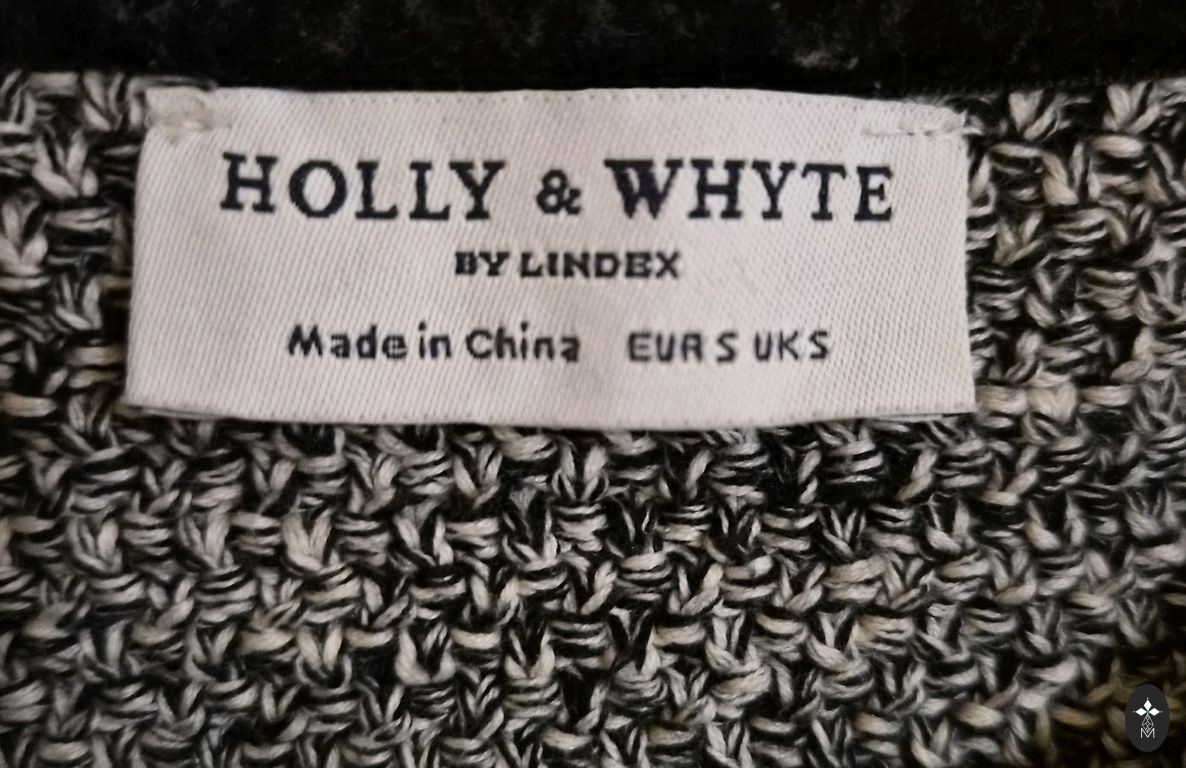 HOLLY & WHYTE
BY LINDEX
Made in China EUR S UK S
M